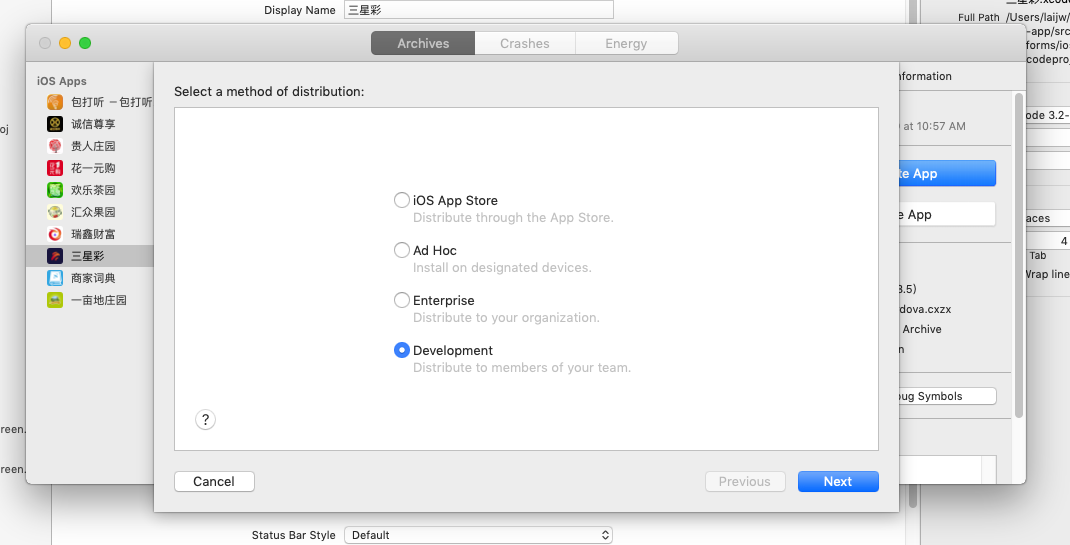 Display Name 三星彩
三星彩.xcode
Full Path /Users/laijw/
-app/src
forms/io
codeproj
Archives Crashes Energy
iOS Apps
包打听 －包打听
诚信尊享
贵人庄园
花一元购
欢乐茶园
汇众果园
瑞鑫财富
三星彩
商家词典
一亩地庄园
oj
reen.
reen.
Select a method of distribution:
iOS App Store
Distribute through the App Store.
Ad Hoc
Install on designated devices.
Enterprise
Distribute to your organization.
Development
Distribute to members of your team.
?
Cancel Previous Next
nformation
at 10:57 AM
te App
e App
3.5)
dova.cxzx
Archive
n
bug Symbols
ode 3.2-
aces
4
Tab
Wrap line
Status Bar Style Default